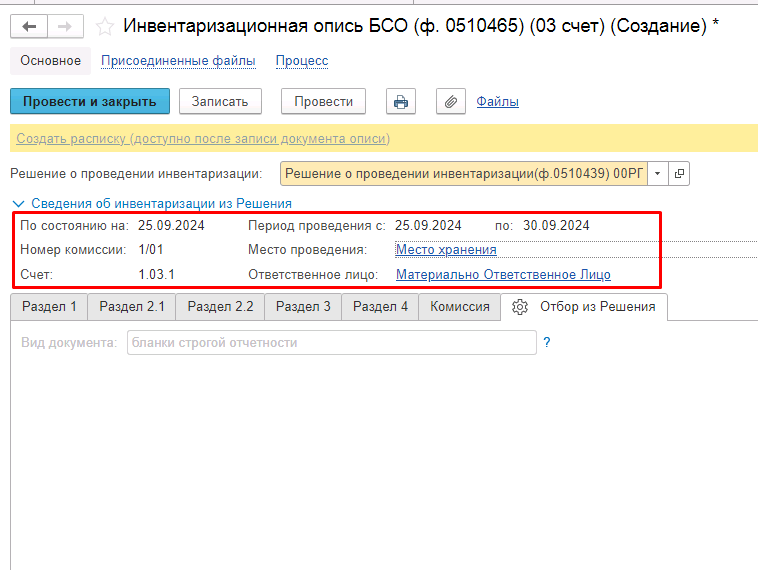 Инвентаризационная опись БСО (ф. 0510465) (03 счет) (Создание) *
Основное Присоединенные файлы Процесс
Провести и закрыть Записать Провести Файлы
Создать расписку (доступно после записи документа описи)
Решение о проведении инвентаризации: Решение о проведении инвентаризации(ф.0510439) 00РГ
Сведения об инвентаризации из Решения
По состоянию на: 25.09.2024 Период проведения с: 25.09.2024 по: 30.09.2024
Номер комиссии: 1/01 Место проведения: Место хранения
Счет: 1.03.1 Ответственное лицо: Материально Ответственное Лицо
Раздел 1 Раздел 2.1 Раздел 2.2 Раздел 3 Раздел 4 Комиссия Отбор из Решения
Вид документа: бланки строгой отчетности ?